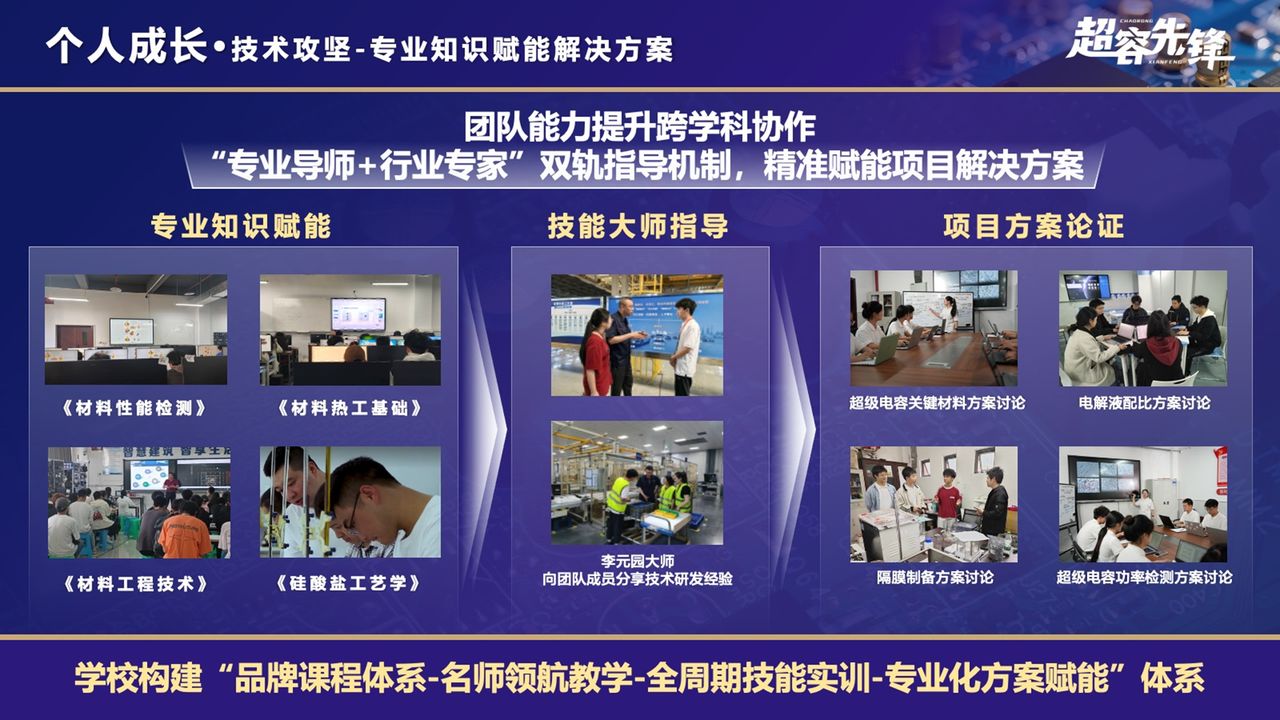 个人成长•技术攻坚-专业知识赋能解决方案
超容先锋
CHAORONG
XIANFENG
团队能力提升跨学科协作
“专业导师+行业专家”双轨指导机制，精准赋能项目解决方案
专业知识赋能
技能大师指导
项目方案论证
《材料性能检测》
《材料热工基础》
超级电容关键材料方案讨论
电解液配比方案讨论
智慧建筑 智享生活
《材料工程技术》
《硅酸盐工艺学》
李元园大师
向团队成员分享技术研发经验
隔膜制备方案讨论
超级电容功率检测方案讨论
学校构建“品牌课程体系-名师领航教学-全周期技能实训-专业化方案赋能”体系